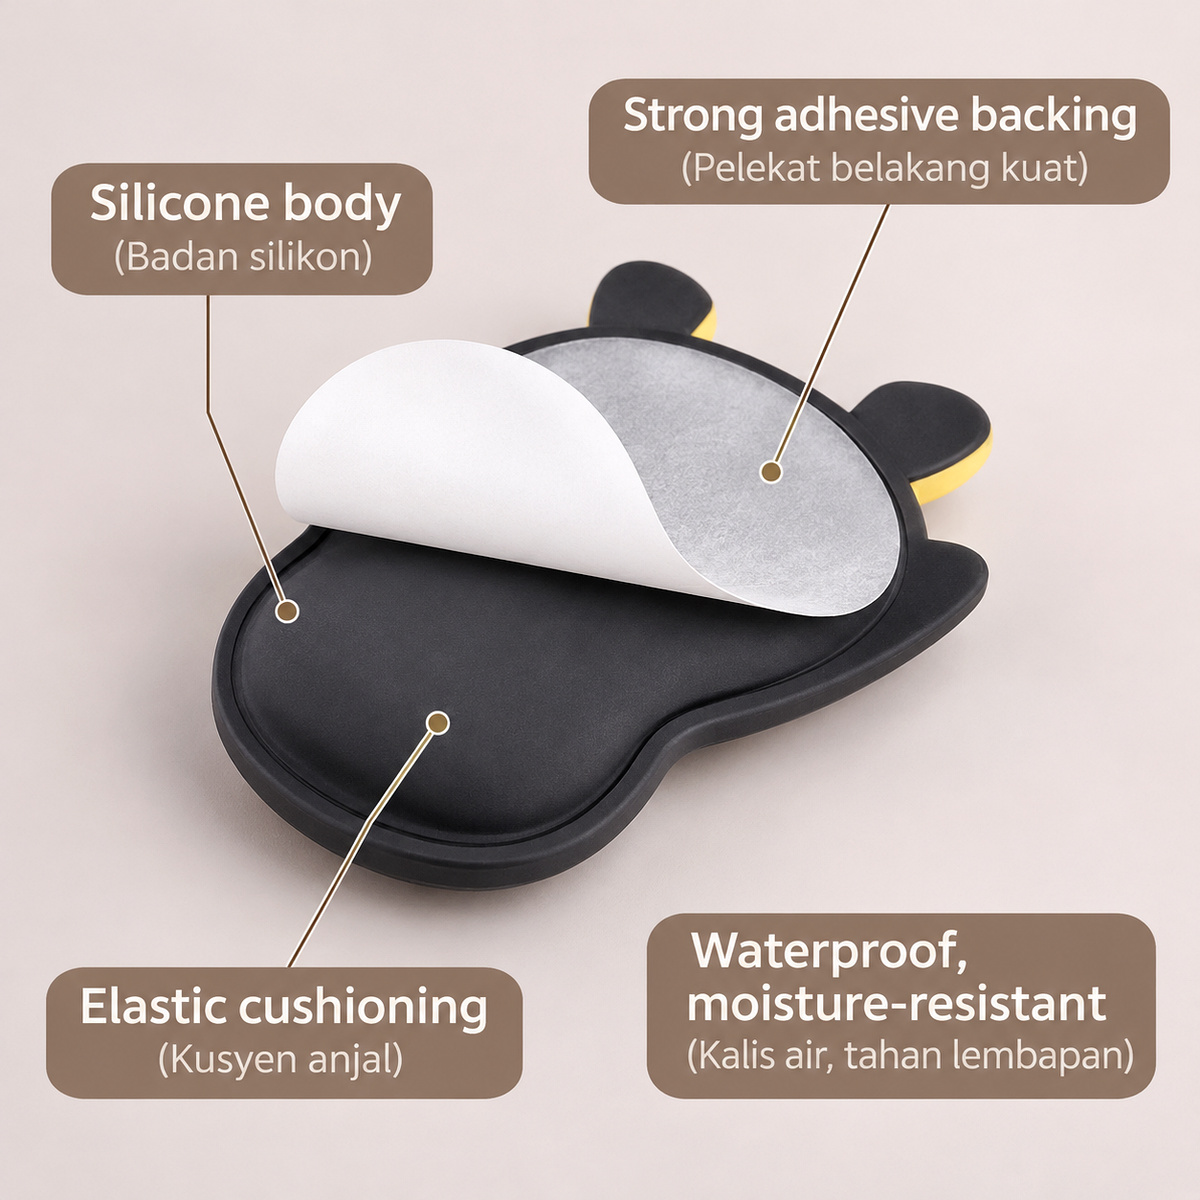 Strong adhesive backing
(Pelekat belakang kuat)
Silicone body
(Badan silikon)
Elastic cushioning
(Kusyen anjal)
Waterproof,
moisture-resistant
(Kalis air, tahan lembapan)